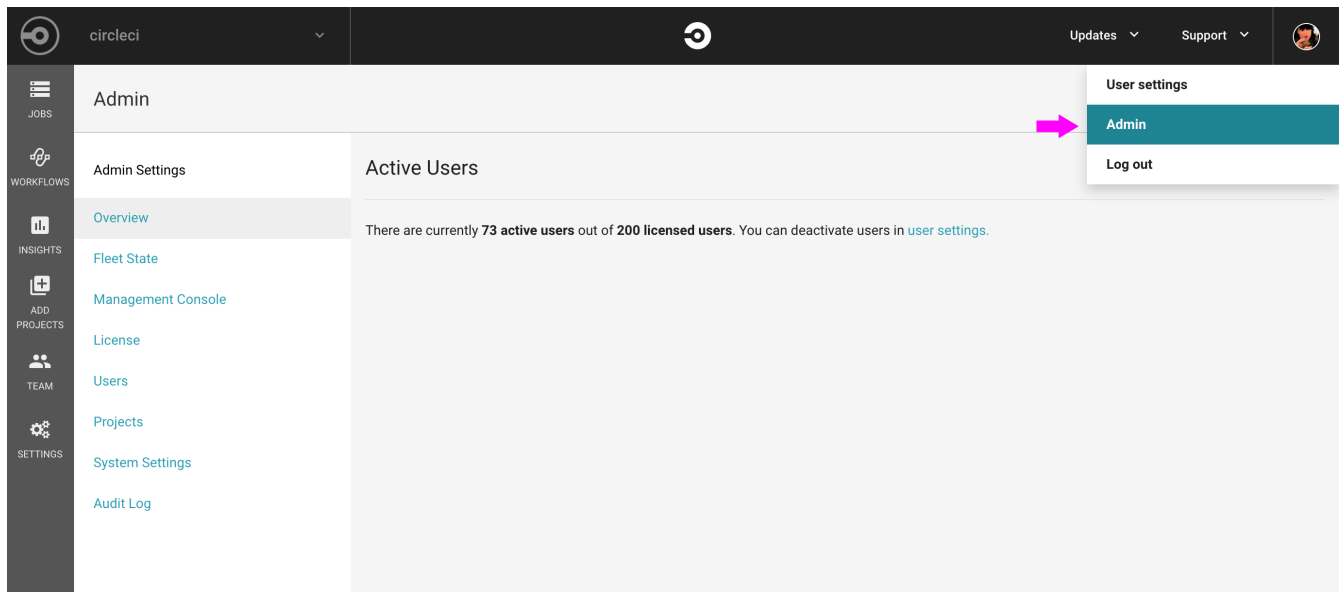 circleci
Updates
Support
User settings
Admin
Log out
JOBS
WORKFLOWS
INSIGHTS
ADD
PROJECTS
TEAM
SETTINGS
Admin
Admin Settings
Overview
Fleet State
Management Console
License
Users
Projects
System Settings
Audit Log
Active Users
There are currently 73 active users out of 200 licensed users. You can deactivate users in user settings.